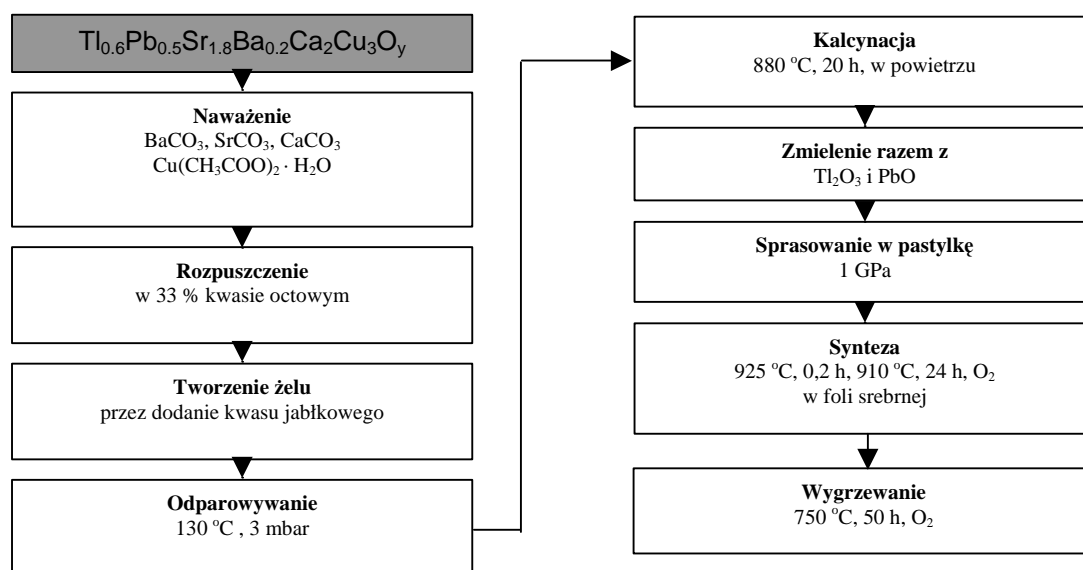 Tl0.6Pb0.5Sr1.8Ba0.2Ca2Cu3Oy
Naważenie
BaCO3, SrCO3, CaCO3
Cu(CH3COO)2 · H2O
Rozpuszczenie
w 33 % kwasie octowym
Tworzenie żelu
przez dodanie kwasu jabłkowego
Odparowywanie
130 °C , 3 mbar
Kalcynacja
880 °C, 20 h, w powietrzu
Zmielenie razem z
Tl2O3 i PbO
Sprasowanie w pastylkę
1 GPa
Synteza
925 °C, 0,2 h, 910 °C, 24 h, O2
w foli srebrnej
Wygrzewanie
750 °C, 50 h, O2